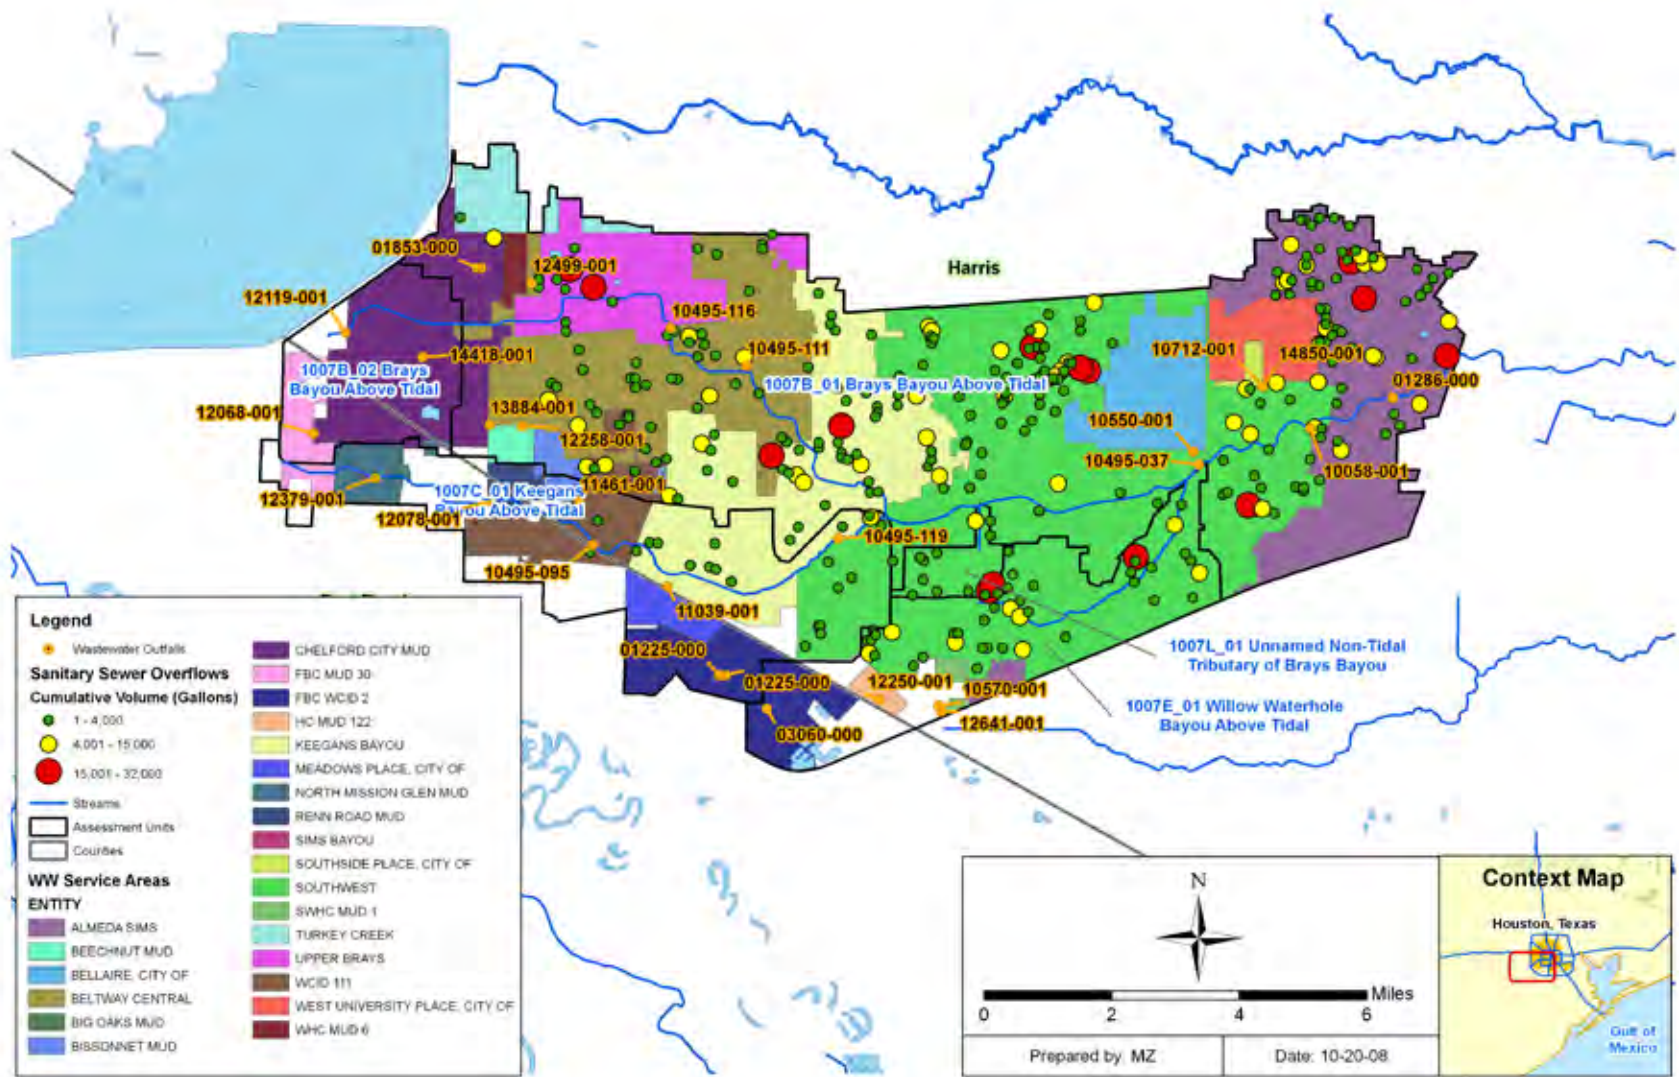 Harris
01853-000
12499-001
12119-001
10495-116
14418-001
10495-111
10712-001
14850-001
1007B_02 Brays
Bayou Above Tidal
1007B_01 Brays Bayou Above Tidal
01286-000
12068-001
13884-001
12258-001
10550-001
10495-037
10058-001
12379-001
11461-001
1007C_01 Keegans
Bayou Above Tidal
12078-001
10495-119
10495-095
11039-001
01225-000
01225-000
12250-001
10570-001
12641-001
03060-000
1007L_01 Unnamed Non-Tidal
Tributary of Brays Bayou
1007E_01 Willow Waterhole
Bayou Above Tidal
Legend
Wastewater Outfalls
Sanitary Sewer Overflows
Cumulative Volume (Gallons)
1 - 4,000
4,001 - 15,000
15,001 - 32,000
Streams
Assessment Units
Counties
WW Service Areas
ENTITY
ALMEDA SIMS
BEECHNUT MUD
BELLAIRE, CITY OF
BELTWAY CENTRAL
BIG OAKS MUD
BISSONNET MUD
CHELFORD CITY MUD
FBC MUD 30
FBC WCID 2
HC MUD 122
KEEGANS BAYOU
MEADOWS PLACE, CITY OF
NORTH MISSION GLEN MUD
RENN ROAD MUD
SIMS BAYOU
SOUTHSIDE PLACE, CITY OF
SOUTHWEST
SWHC MUD 1
TURKEY CREEK
UPPER BRAYS
WCID 111
WEST UNIVERSITY PLACE, CITY OF
WHC MUD 6
N
Miles
0 2 4 6
Prepared by: MZ
Date: 10-20-08
Context Map
Houston, Texas
Gulf of
Mexico